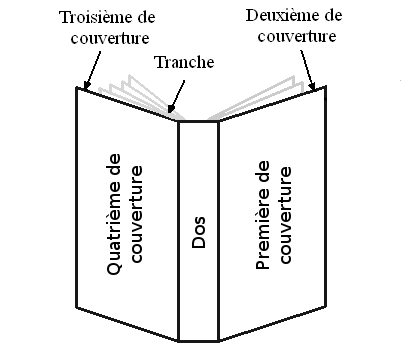 Troisième de
couverture
Deuxième de
couverture
Tranche
Quatrième de
couverture
Dos
Première de
couverture